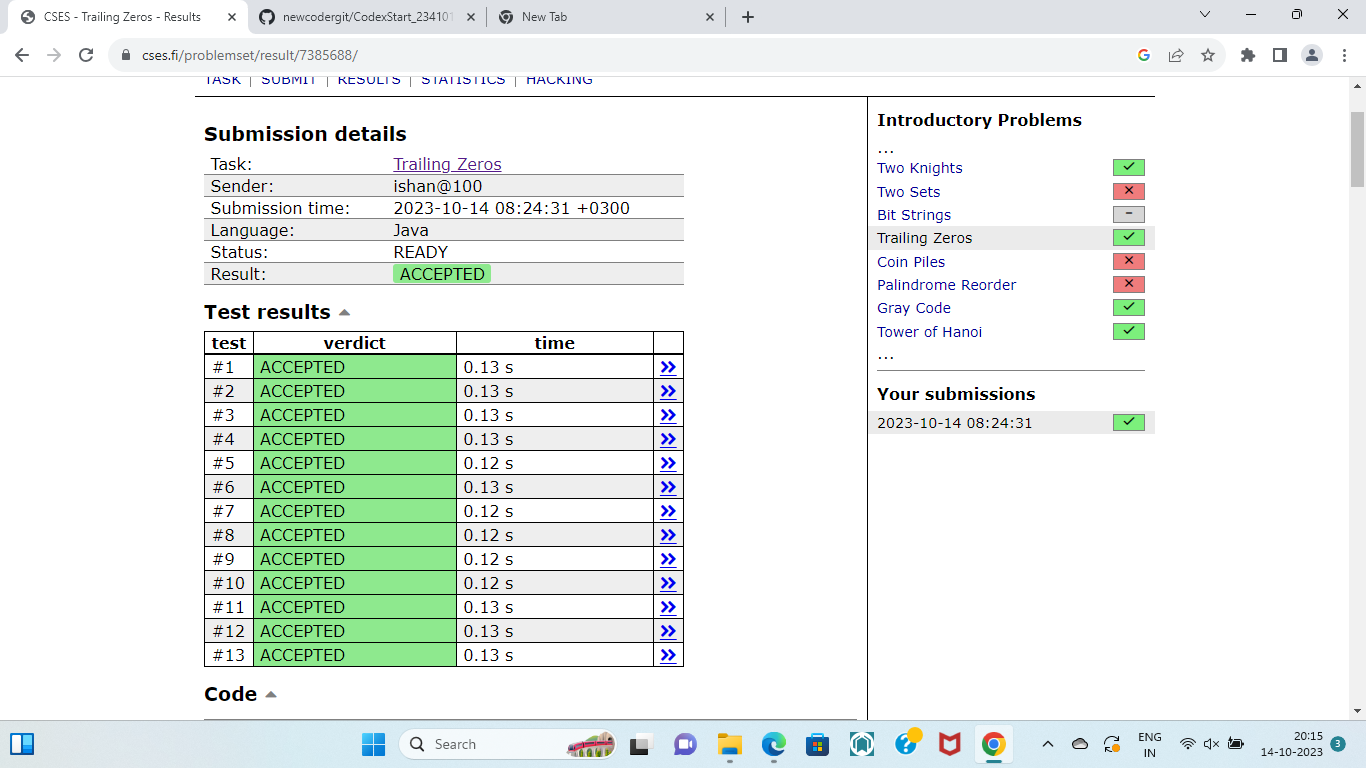 CSES - Trailing Zeros - Results
newcodergit/CodexStart_234101
New Tab
cses.fi/problemset/result/7385688/
TASK | SUBMIT | RESULTS | STATISTICS | HACKING
Submission details
Task: Trailing Zeros
Sender: ishan@100
Submission time: 2023-10-14 08:24:31 +0300
Language: Java
Status: READY
Result: ACCEPTED
Test results
test verdict time
#1 ACCEPTED 0.13 s
#2 ACCEPTED 0.13 s
#3 ACCEPTED 0.13 s
#4 ACCEPTED 0.13 s
#5 ACCEPTED 0.12 s
#6 ACCEPTED 0.13 s
#7 ACCEPTED 0.12 s
#8 ACCEPTED 0.12 s
#9 ACCEPTED 0.12 s
#10 ACCEPTED 0.12 s
#11 ACCEPTED 0.13 s
#12 ACCEPTED 0.13 s
#13 ACCEPTED 0.13 s
Code
Introductory Problems
...
Two Knights
Two Sets
Bit Strings
Trailing Zeros
Coin Piles
Palindrome Reorder
Gray Code
Tower of Hanoi
...
Your submissions
2023-10-14 08:24:31
Search
ENG
IN
20:15
14-10-2023
3